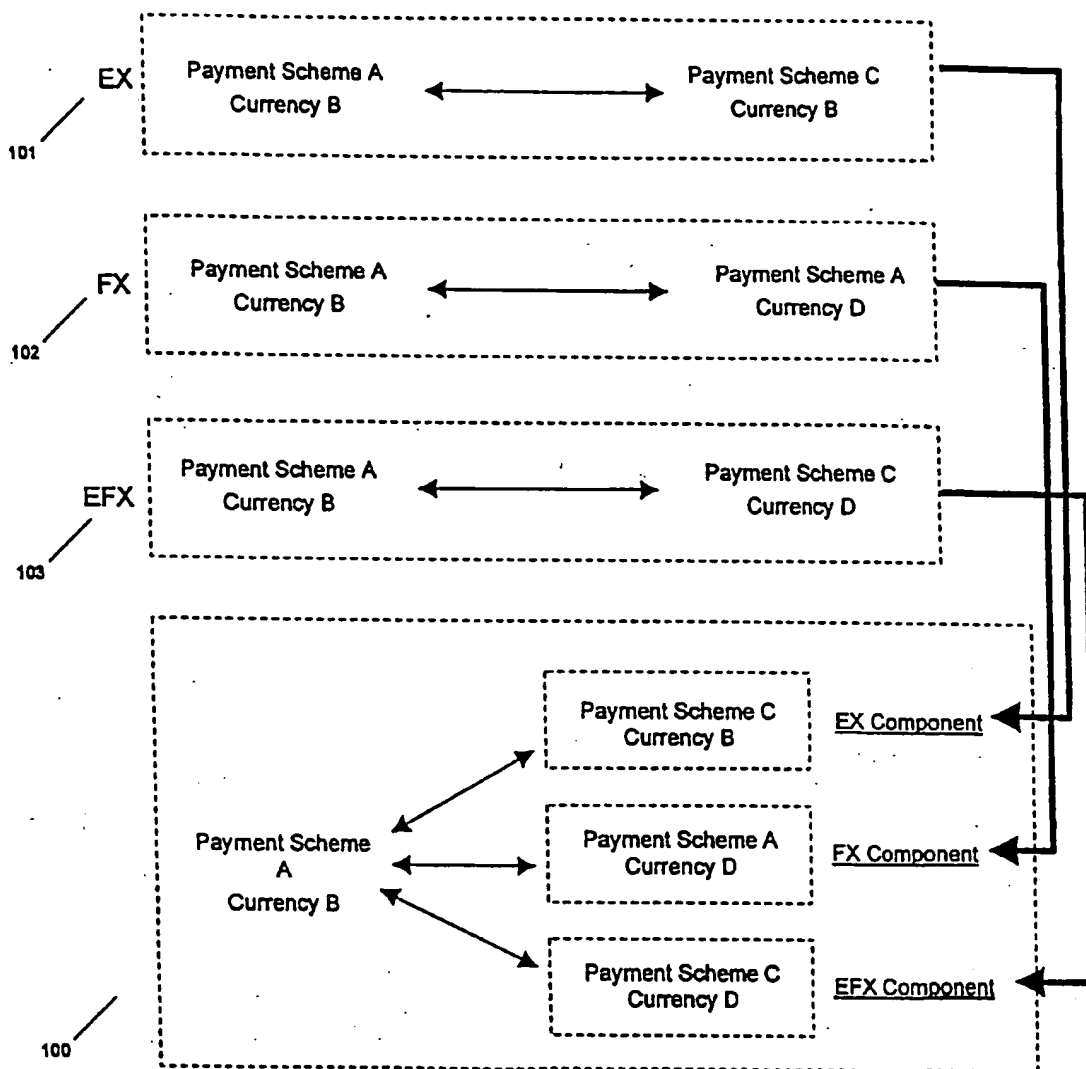 EX
Payment Scheme A
Currency B
Payment Scheme C
Currency B
101
FX
Payment Scheme A
Currency B
Payment Scheme A
Currency D
102
EFX
Payment Scheme A
Currency B
Payment Scheme C
Currency D
103
Payment Scheme C
Currency B
EX Component
Payment Scheme
A
Currency B
Payment Scheme A
Currency D
FX Component
Payment Scheme C
Currency D
EFX Component
100